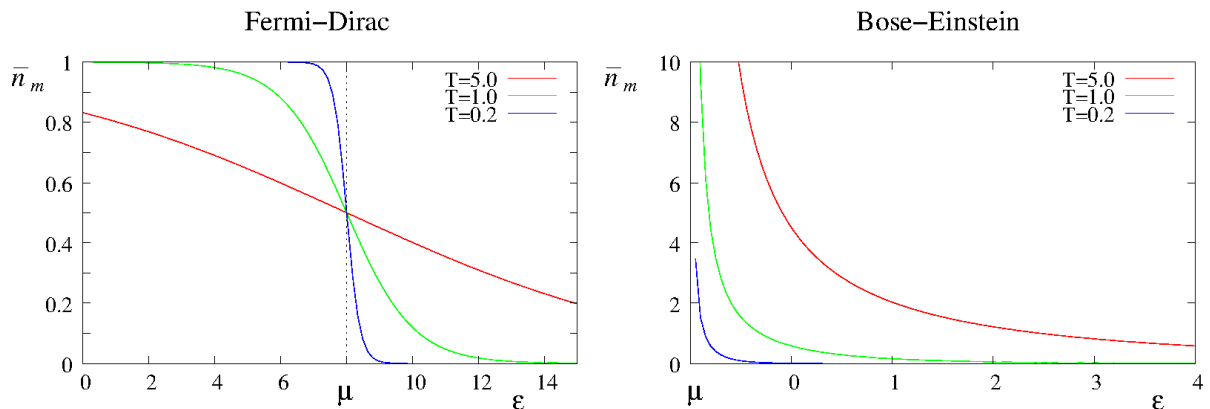 Fermi−Dirac
n̄ m
1
0.8
0.6
0.4
0.2
0
T=5.0
T=1.0
T=0.2
0 2 4 6 μ 10 12 14
ε
Bose−Einstein
n̄ m
10
8
6
4
2
0
T=5.0
T=1.0
T=0.2
μ 0 1 2 3 4
ε